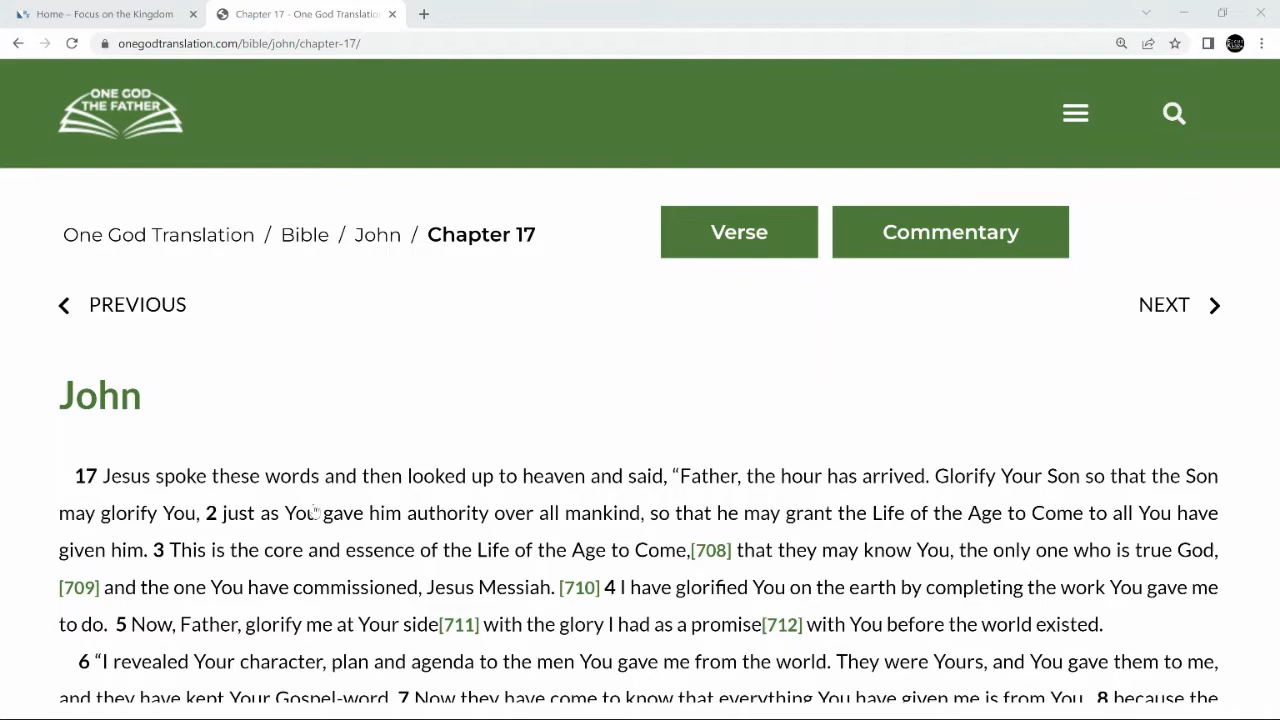 Home – Focus on the Kingdom
Chapter 17 - One God Translatio
onegodtranslation.com/bible/john/chapter-17/
ONE GOD
THE FATHER
One God Translation / Bible / John / Chapter 17
Verse
Commentary
PREVIOUS
NEXT
John
17 Jesus spoke these words and then looked up to heaven and said, “Father, the hour has arrived. Glorify Your Son so that the Son
may glorify You, 2 just as You gave him authority over all mankind, so that he may grant the Life of the Age to Come to all You have
given him. 3 This is the core and essence of the Life of the Age to Come,[708] that they may know You, the only one who is true God,
[709] and the one You have commissioned, Jesus Messiah. [710] 4 I have glorified You on the earth by completing the work You gave me
to do. 5 Now, Father, glorify me at Your side[711] with the glory I had as a promise[712] with You before the world existed.
6 “I revealed Your character, plan and agenda to the men You gave me from the world. They were Yours, and You gave them to me,
and they have kept Your Gospel-word. 7 Now they have come to know that everything You have given me is from You, 8 because the